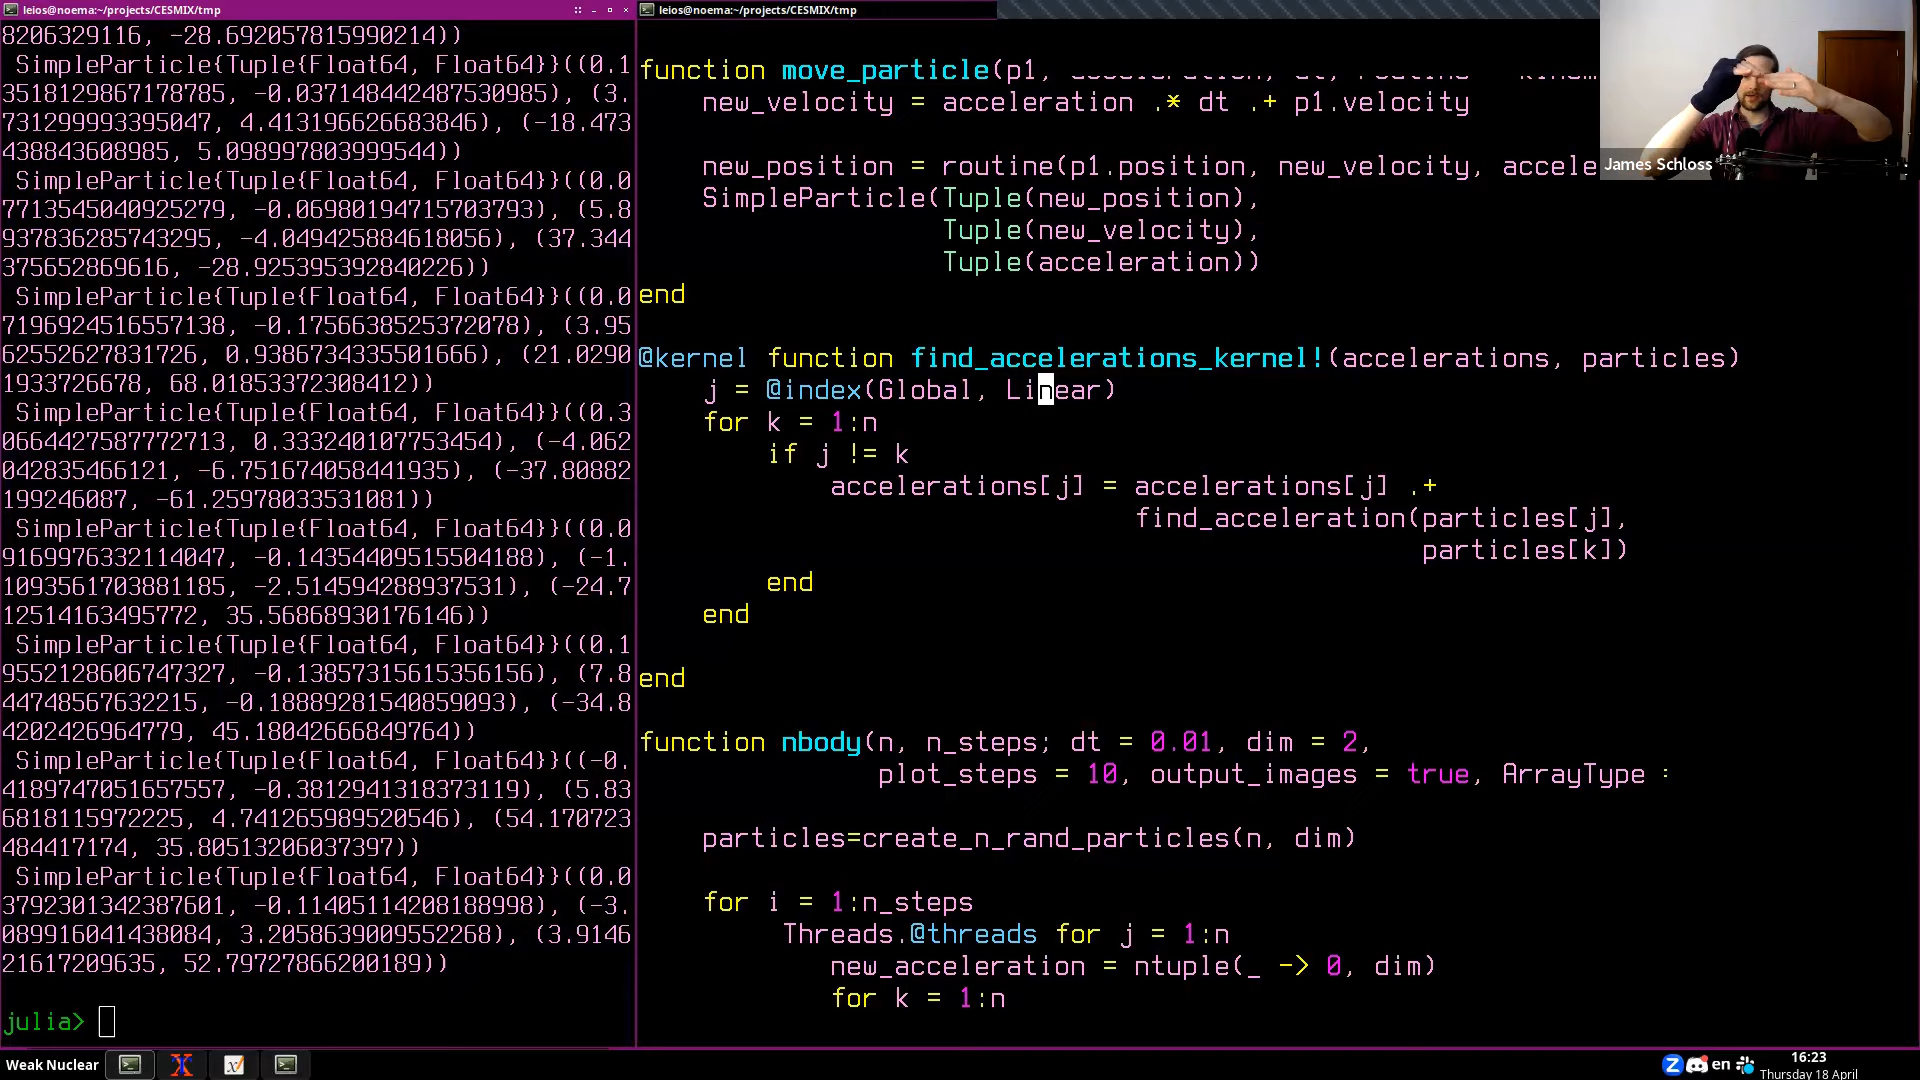 leios@noema:~/projects/CESMIX/tmp
8206329116, -28.692057815990214))
SimpleParticle{Tuple{Float64, Float64}}((0.1
35181298671​78785, -0.0371484424875​30985), (3.
731299993395047, 4.413196626683846), (-18.473
438843608985, 5.0989978039995​44))
SimpleParticle{Tuple{Float64, Float64}}((0.0
7713545040925279, -0.06980194715703793), (5.8
937836285743295, -4.049425884618056), (37.344
375652869616, -28.925395392840226))
SimpleParticle{Tuple{Float64, Float64}}((0.0
7196924516557138, -0.1756638525372078), (3.95
62552627831726, 0.93867343355​01666), (21.0290
1933726678, 68.01853372308412))
SimpleParticle{Tuple{Float64, Float64}}((0.3
0664427587772713, 0.333240107753454), (-4.062
042835466121, -6.751674058441935), (-37.80882
199246087, -61.25978033531081))
SimpleParticle{Tuple{Float64, Float64}}((0.0
9169976332114047, -0.14354409515504188), (-1.
1093561703881185, -2.514594288937531), (-24.7
12514163495772, 35.56868930176146))
SimpleParticle{Tuple{Float64, Float64}}((0.1
9552128606747327, -0.13857315615356156), (7.8
44748567632215, -0.18889281540859093), (-34.8
4202426964779, 45.18042666849764))
SimpleParticle{Tuple{Float64, Float64}}((-0.
4189747051657557, -0.3812941318373119), (5.83
6818115972225, 4.741265989520546), (54.170723
484417174, 35.80513206037397))
SimpleParticle{Tuple{Float64, Float64}}((0.0
3792301342387601, -0.11405114208188998), (-3.
089916041438084, 3.2058639009552268), (3.9146
21617209635, 52.79727866200189))
julia>
leios@noema:~/projects/CESMIX/tmp
function move_particle(p1, acceleration, dt, routine
new_velocity = acceleration .* dt .+ p1.velocity
new_position = routine(p1.position, new_velocity, accele
SimpleParticle(Tuple(new_position),
Tuple(new_velocity),
Tuple(acceleration))
end
@kernel function find_accelerations_kernel!(accelerations, particles)
j = @index(Global, Linear)
for k = 1:n
if j != k
accelerations[j] = accelerations[j] .+
find_acceleration(particles[j],
particles[k])
end
end
end
function nbody(n, n_steps; dt = 0.01, dim = 2,
plot_steps = 10, output_images = true, ArrayType
particles=create_n_rand_particles(n, dim)
for i = 1:n_steps
Threads.@threads for j = 1:n
new_acceleration = ntuple(_ -> 0, dim)
for k = 1:n
James Schloss
Weak Nuclear
en
16:23
Thursday 18 April